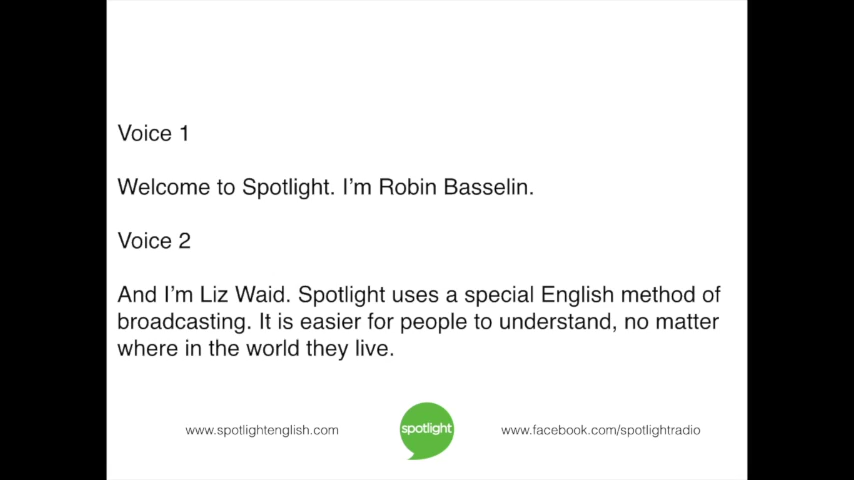 Voice 1
Welcome to Spotlight. I’m Robin Basselin.
Voice 2
And I’m Liz Waid. Spotlight uses a special English method of
broadcasting. It is easier for people to understand, no matter
where in the world they live.
www.spotlightenglish.com
spotlight
www.facebook.com/spotlightradio